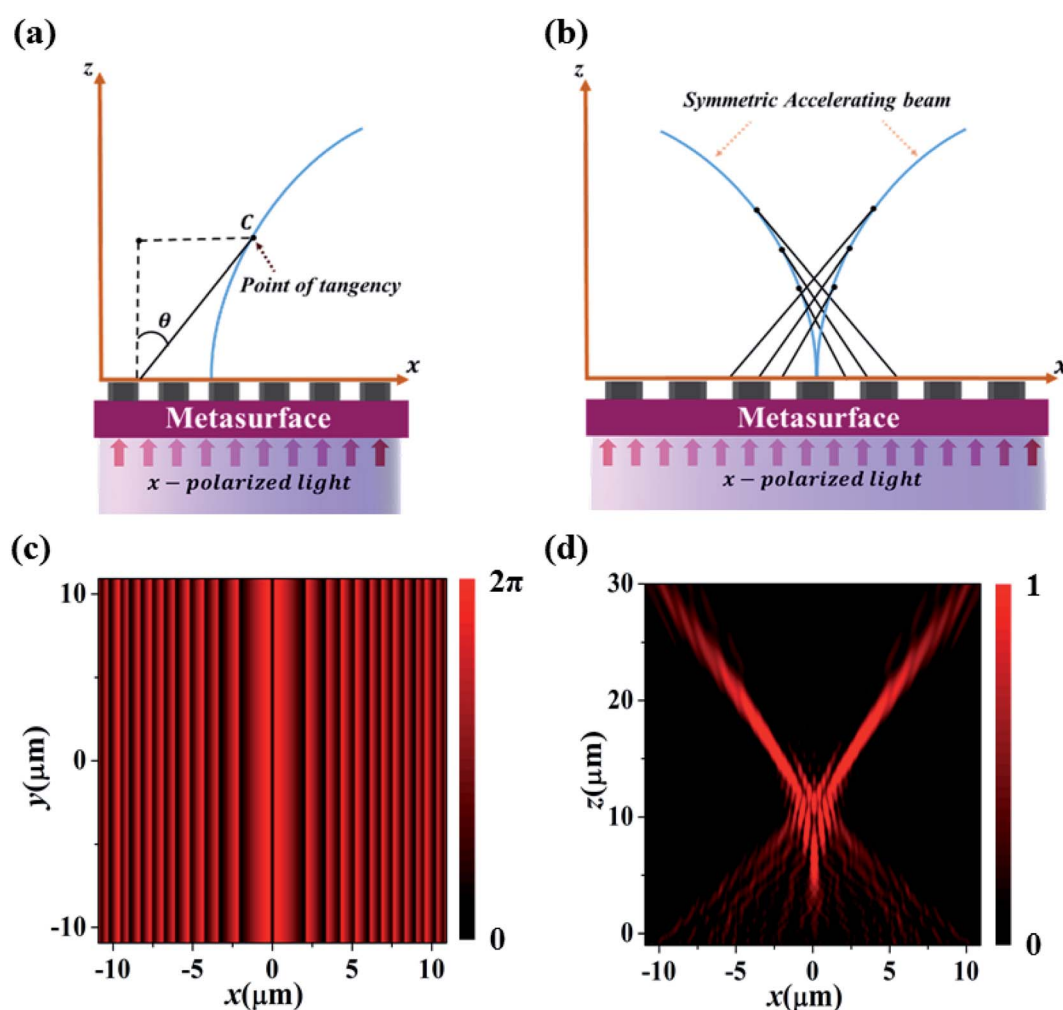 (a)
z
C
Point of tangency
θ
x
Metasurface
x − polarized light
(b)
z
Symmetric Accelerating beam
x
Metasurface
x − polarized light
(c)
2π
10
0
-10
y(μm)
0
-10
-5
0
5
10
x(μm)
(d)
30
1
20
10
0
z(μm)
0
-10
-5
0
5
10
x(μm)